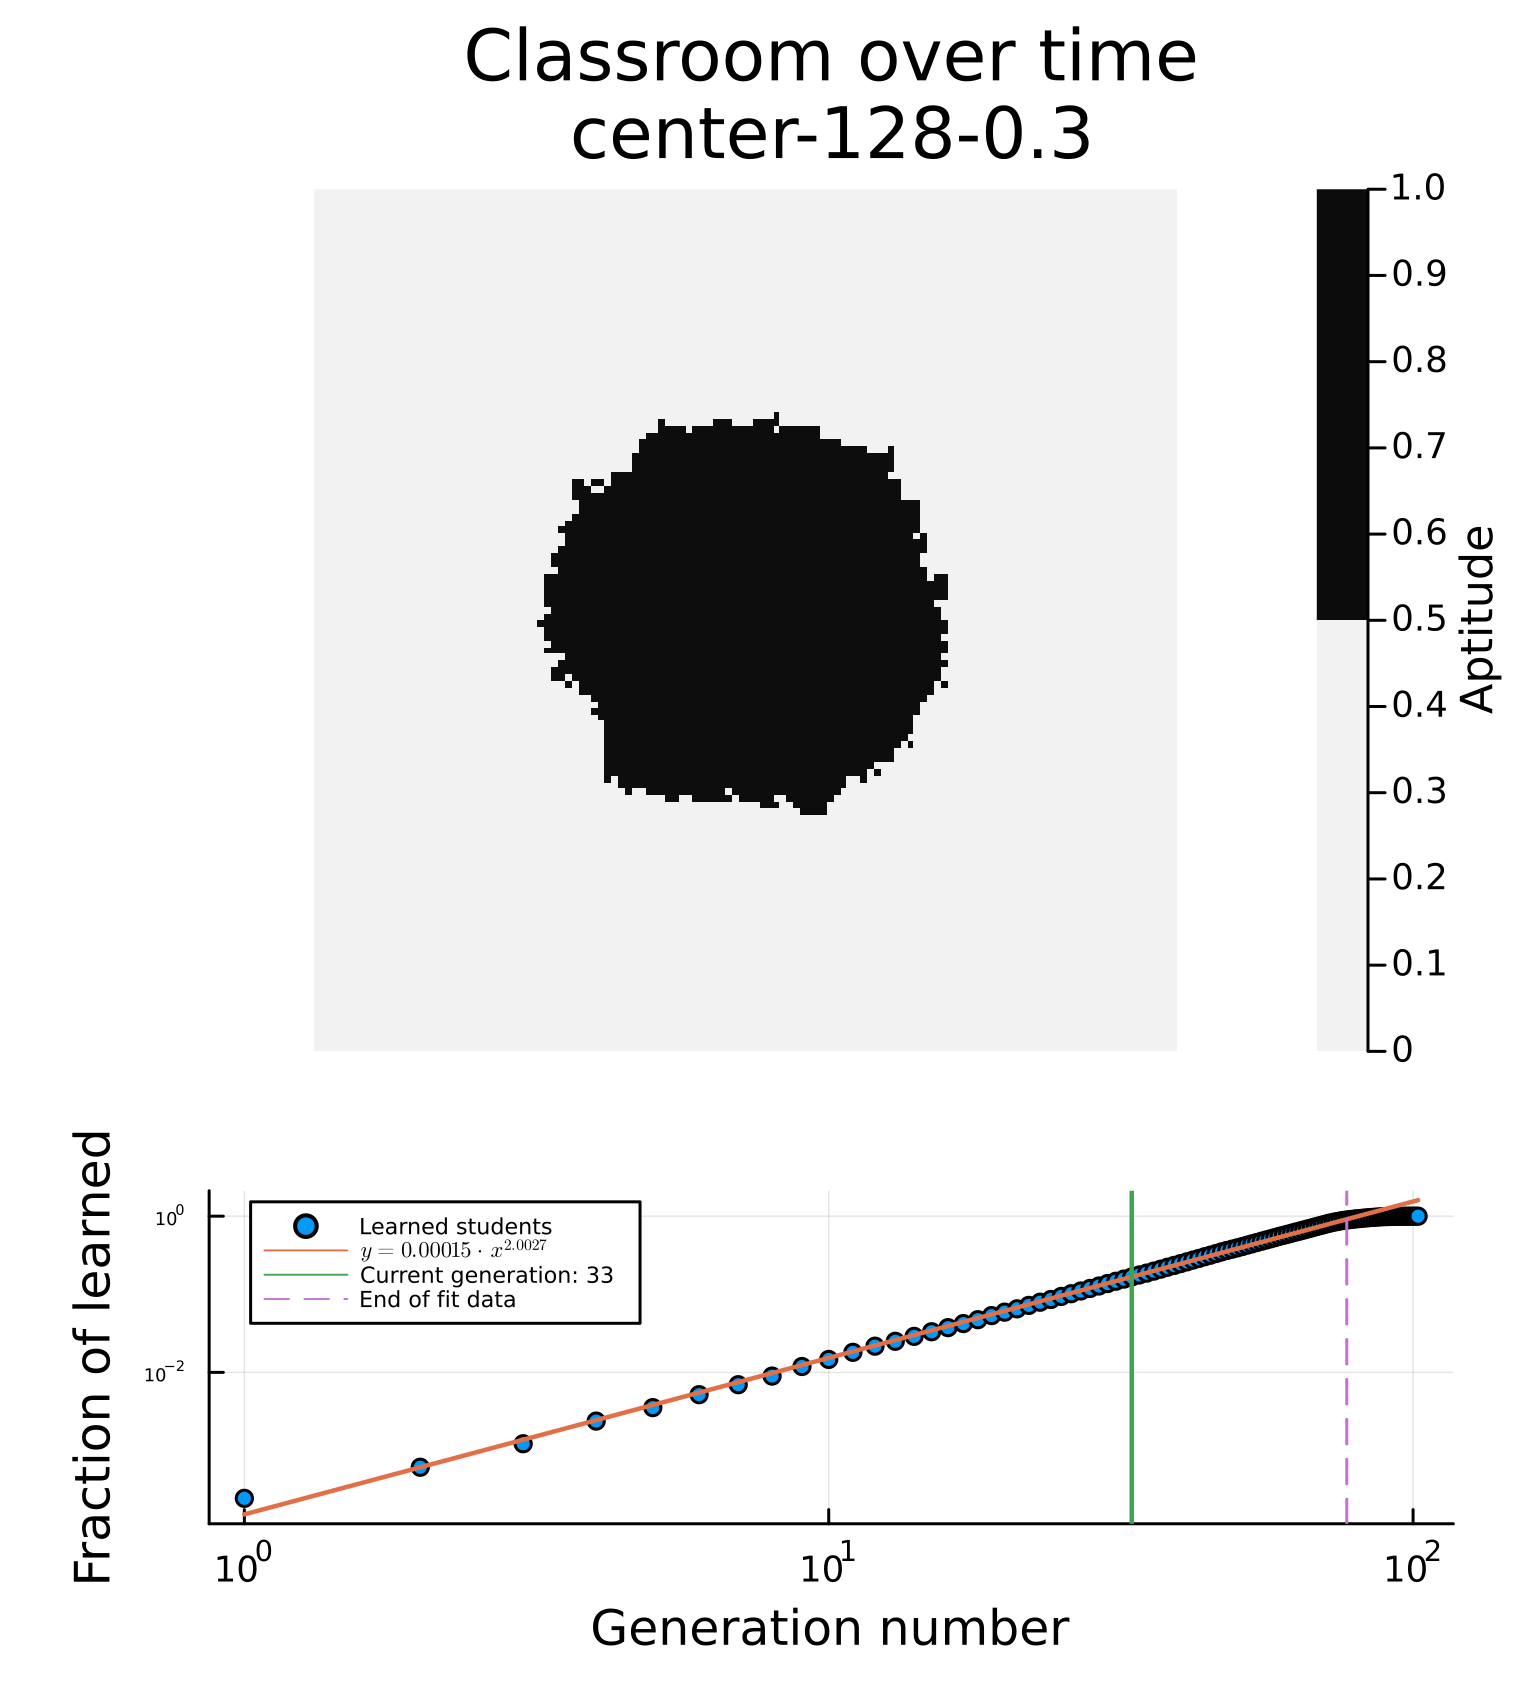 Classroom over time
center-128-0.3
1.0
0.9
0.8
0.7
0.6
0.5
0.4
0.3
0.2
0.1
0
Aptitude
Fraction of learned
10⁰
10⁻²
Learned students
y = 0.00015 · x²·⁰⁰²⁷
Current generation: 33
End of fit data
10⁰
10¹
10²
Generation number